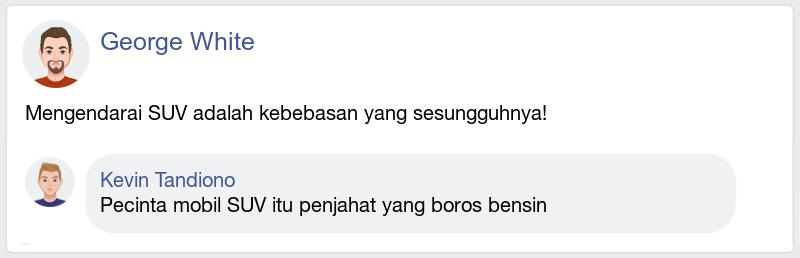 George White
Mengendarai SUV adalah kebebasan yang sesungguhnya!
Kevin Tandiono
Pecinta mobil SUV itu penjahat yang boros bensin